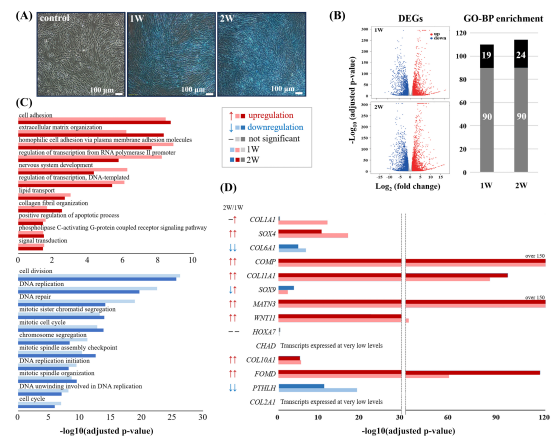 (A)
control
1W
2W
100 μm
100 μm
100 μm
(B)
DEGs
GO-BP enrichment
1W
up
down
2W
-Log10 (adjusted p-value)
Log2 (fold change)
19
24
90
90
1W
2W
(C)
cell adhesion
extracellular matrix organization
homophilic cell adhesion via plasma membrane adhesion molecules
regulation of transcription from RNA polymerase II promoter
nervous system development
regulation of transcription, DNA-templated
lipid transport
collagen fibril organization
positive regulation of apoptotic process
phospholipase C-activating G-protein coupled receptor signaling pathway
signal transduction
0 2 4 6 8 10
cell division
DNA replication
DNA repair
mitotic sister chromatid segregation
mitotic cell cycle
chromosome segregation
mitotic spindle assembly checkpoint
DNA replication initiation
mitotic spindle organization
DNA unwinding involved in DNA replication
cell cycle
0 5 10 15 20 25 30
-log10(adjusted p-value)
↑ upregulation
↓ downregulation
– not significant
1W
2W
(D)
2W/1W
–↑ COL1A1
↑↑ SOX4
↓↓ COL6A1
↑↑ COMP over 150
↑↑ COL11A1
↓↑ SOX9
↑↑ MATN3 over 150
↑↑ WNT11
–– HOXA7
CHAD Transcripts expressed at very low levels
↑↑ COL10A1
↑↑ FOMD
↓↓ PTHLH
COL2A1 Transcripts expressed at very low levels
0 10 20 30 30 60 90 120
-log10(adjusted p-value)